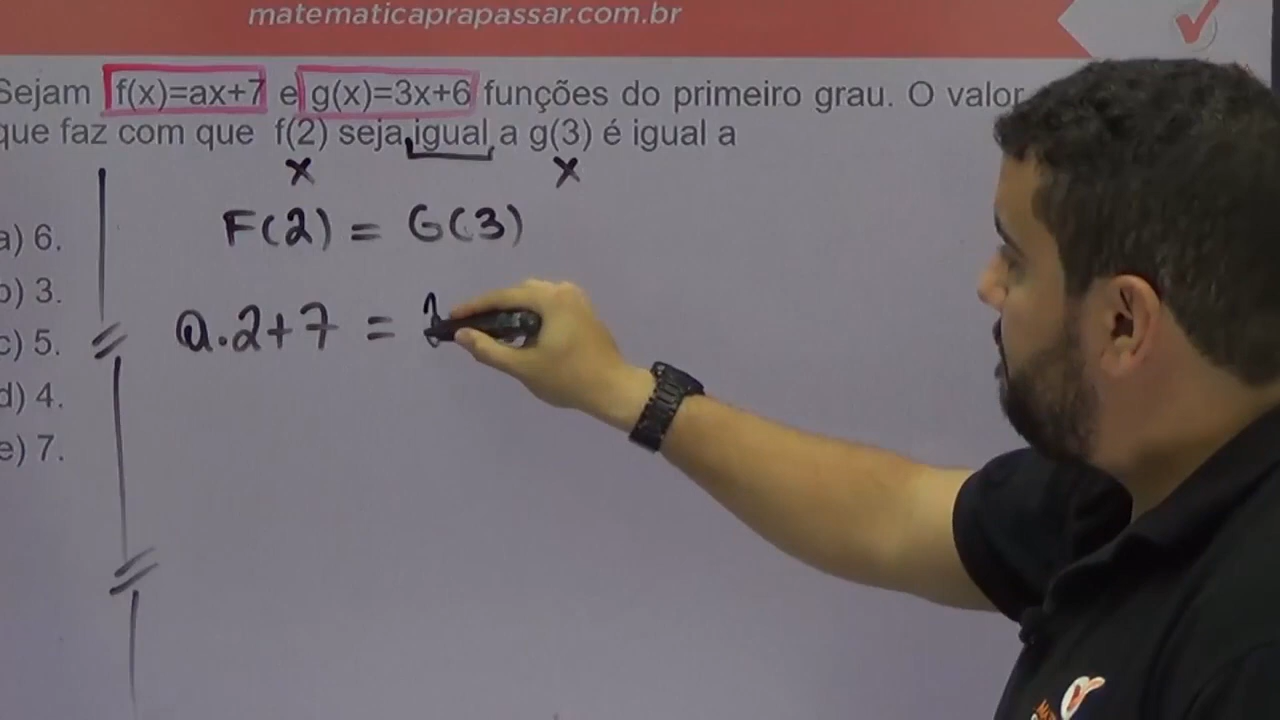 matematicaprapassar.com.br
Sejam f(x)=ax+7 e g(x)=3x+6 funções do primeiro grau. O valor
que faz com que f(2) seja igual a g(3) é igual a
x x
F(2) = G(3)
a) 6.
b) 3.
a.2+7 =
c) 5.
d) 4.
e) 7.